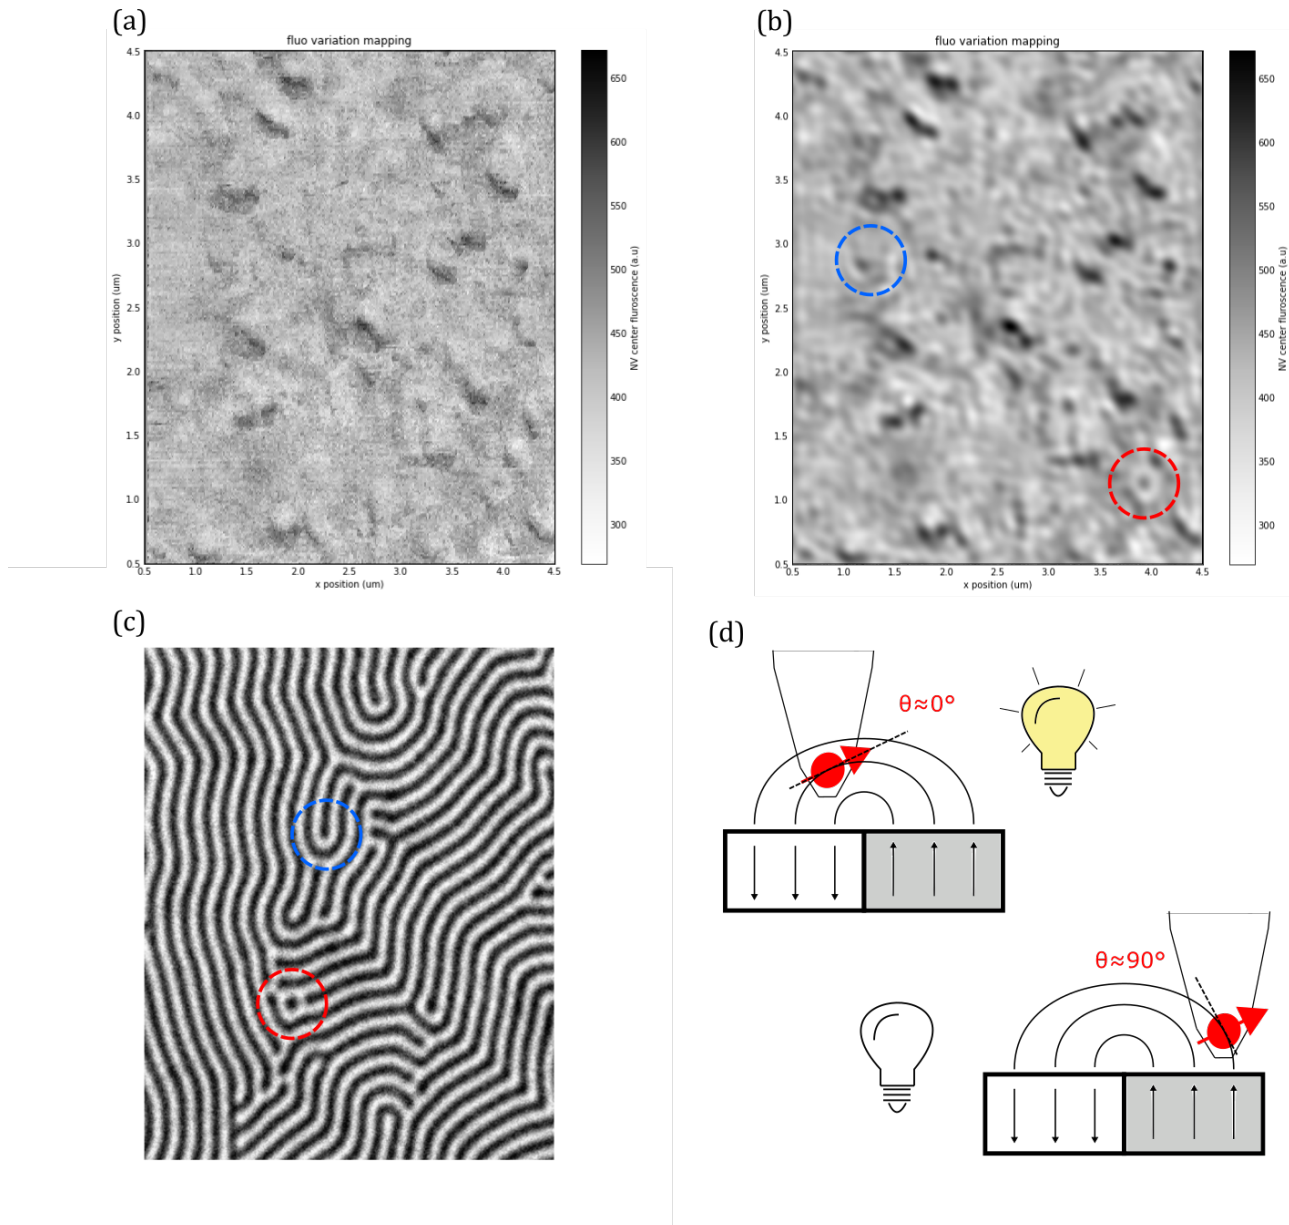 (a)
fluo variation mapping
4.5
4.0
3.5
3.0
2.5
2.0
1.5
1.0
0.5
y position (um)
0.5 1.0 1.5 2.0 2.5 3.0 3.5 4.0 4.5
x position (um)
650
600
550
500
450
400
350
300
NV center fluroscence (a.u)
(b)
fluo variation mapping
4.5
4.0
3.5
3.0
2.5
2.0
1.5
1.0
0.5
y position (um)
0.5 1.0 1.5 2.0 2.5 3.0 3.5 4.0 4.5
x position (um)
650
600
550
500
450
400
350
300
NV center fluroscence (a.u)
(c)
(d)
θ≈0°
θ≈90°